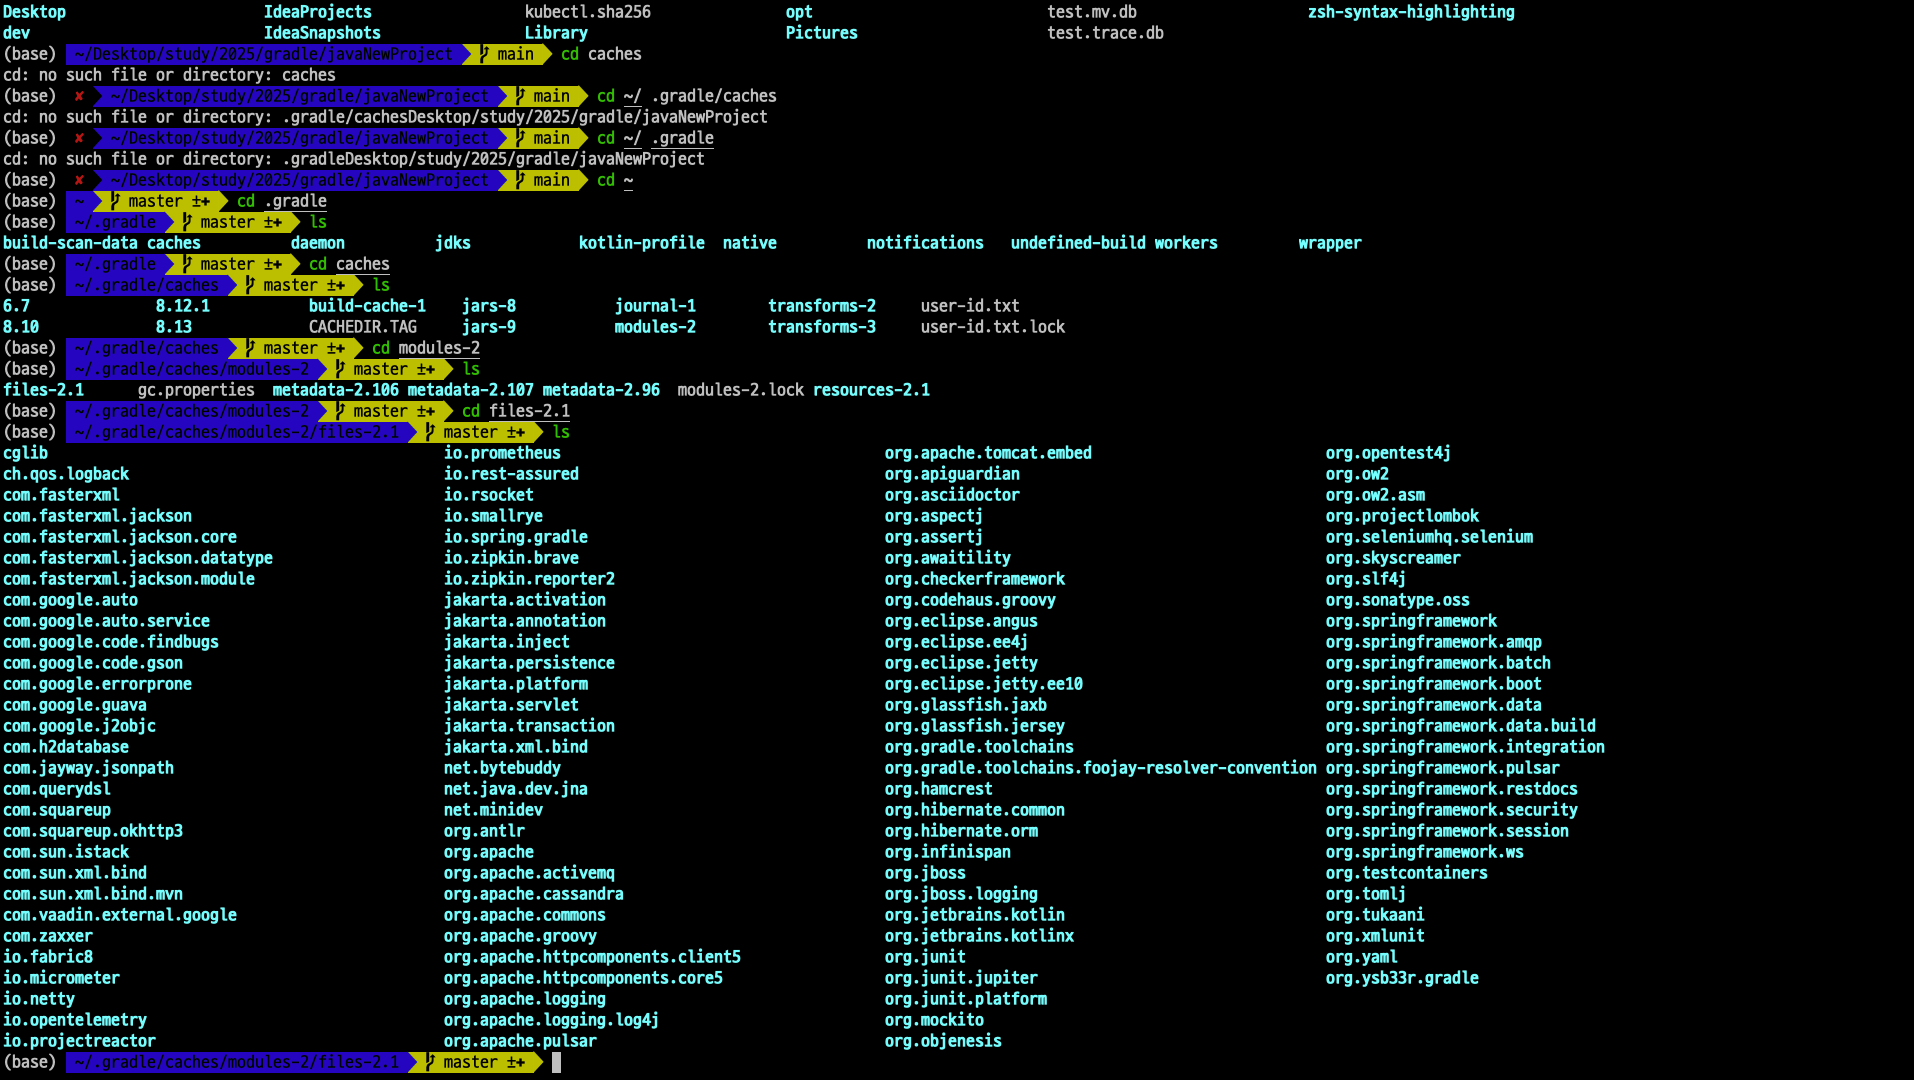 Desktop IdeaProjects kubectl.sha256 opt test.mv.db zsh-syntax-highlighting
dev IdeaSnapshots Library Pictures test.trace.db
(base) ~/Desktop/study/2025/gradle/javaNewProject main cd caches
cd: no such file or directory: caches
(base) ✘ ~/Desktop/study/2025/gradle/javaNewProject main cd ~/ .gradle/caches
cd: no such file or directory: .gradle/cachesDesktop/study/2025/gradle/javaNewProject
(base) ✘ ~/Desktop/study/2025/gradle/javaNewProject main cd ~/ .gradle
cd: no such file or directory: .gradleDesktop/study/2025/gradle/javaNewProject
(base) ✘ ~/Desktop/study/2025/gradle/javaNewProject main cd ~
(base) ~ master ±+ cd .gradle
(base) ~/.gradle master ±+ ls
build-scan-data caches daemon jdks kotlin-profile native notifications undefined-build workers wrapper
(base) ~/.gradle master ±+ cd caches
(base) ~/.gradle/caches master ±+ ls
6.7 8.12.1 build-cache-1 jars-8 journal-1 transforms-2 user-id.txt
8.10 8.13 CACHEDIR.TAG jars-9 modules-2 transforms-3 user-id.txt.lock
(base) ~/.gradle/caches master ±+ cd modules-2
(base) ~/.gradle/caches/modules-2 master ±+ ls
files-2.1 gc.properties metadata-2.106 metadata-2.107 metadata-2.96 modules-2.lock resources-2.1
(base) ~/.gradle/caches/modules-2 master ±+ cd files-2.1
(base) ~/.gradle/caches/modules-2/files-2.1 master ±+ ls
cglib io.prometheus org.apache.tomcat.embed org.opentest4j
ch.qos.logback io.rest-assured org.apiguardian org.ow2
com.fasterxml io.rsocket org.asciidoctor org.ow2.asm
com.fasterxml.jackson io.smallrye org.aspectj org.projectlombok
com.fasterxml.jackson.core io.spring.gradle org.assertj org.seleniumhq.selenium
com.fasterxml.jackson.datatype io.zipkin.brave org.awaitility org.skyscreamer
com.fasterxml.jackson.module io.zipkin.reporter2 org.checkerframework org.slf4j
com.google.auto jakarta.activation org.codehaus.groovy org.sonatype.oss
com.google.auto.service jakarta.annotation org.eclipse.angus org.springframework
com.google.code.findbugs jakarta.inject org.eclipse.ee4j org.springframework.amqp
com.google.code.gson jakarta.persistence org.eclipse.jetty org.springframework.batch
com.google.errorprone jakarta.platform org.eclipse.jetty.ee10 org.springframework.boot
com.google.guava jakarta.servlet org.glassfish.jaxb org.springframework.data
com.google.j2objc jakarta.transaction org.glassfish.jersey org.springframework.data.build
com.h2database jakarta.xml.bind org.gradle.toolchains org.springframework.integration
com.jayway.jsonpath net.bytebuddy org.gradle.toolchains.foojay-resolver-convention org.springframework.pulsar
com.querydsl net.java.dev.jna org.hamcrest org.springframework.restdocs
com.squareup net.minidev org.hibernate.common org.springframework.security
com.squareup.okhttp3 org.antlr org.hibernate.orm org.springframework.session
com.sun.istack org.apache org.infinispan org.springframework.ws
com.sun.xml.bind org.apache.activemq org.jboss org.testcontainers
com.sun.xml.bind.mvn org.apache.cassandra org.jboss.logging org.tomlj
com.vaadin.external.google org.apache.commons org.jetbrains.kotlin org.tukaani
com.zaxxer org.apache.groovy org.jetbrains.kotlinx org.xmlunit
io.fabric8 org.apache.httpcomponents.client5 org.junit org.yaml
io.micrometer org.apache.httpcomponents.core5 org.junit.jupiter org.ysb33r.gradle
io.netty org.apache.logging org.junit.platform
io.opentelemetry org.apache.logging.log4j org.mockito
io.projectreactor org.apache.pulsar org.objenesis
(base) ~/.gradle/caches/modules-2/files-2.1 master ±+